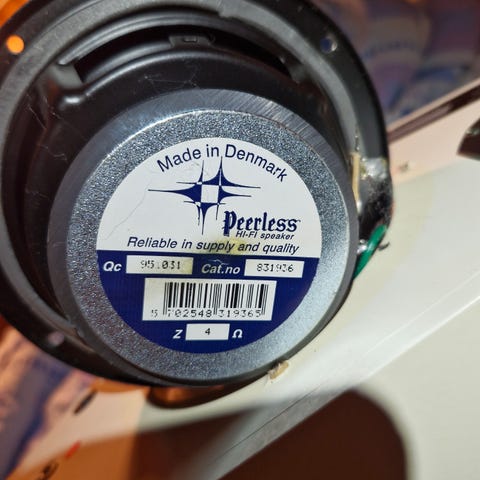 Made in Denmark
Peerless
HI-FI speaker
Reliable in supply and quality
Qc 95.031 Cat.no 831936
5 702548 319365
Z 4 Ω